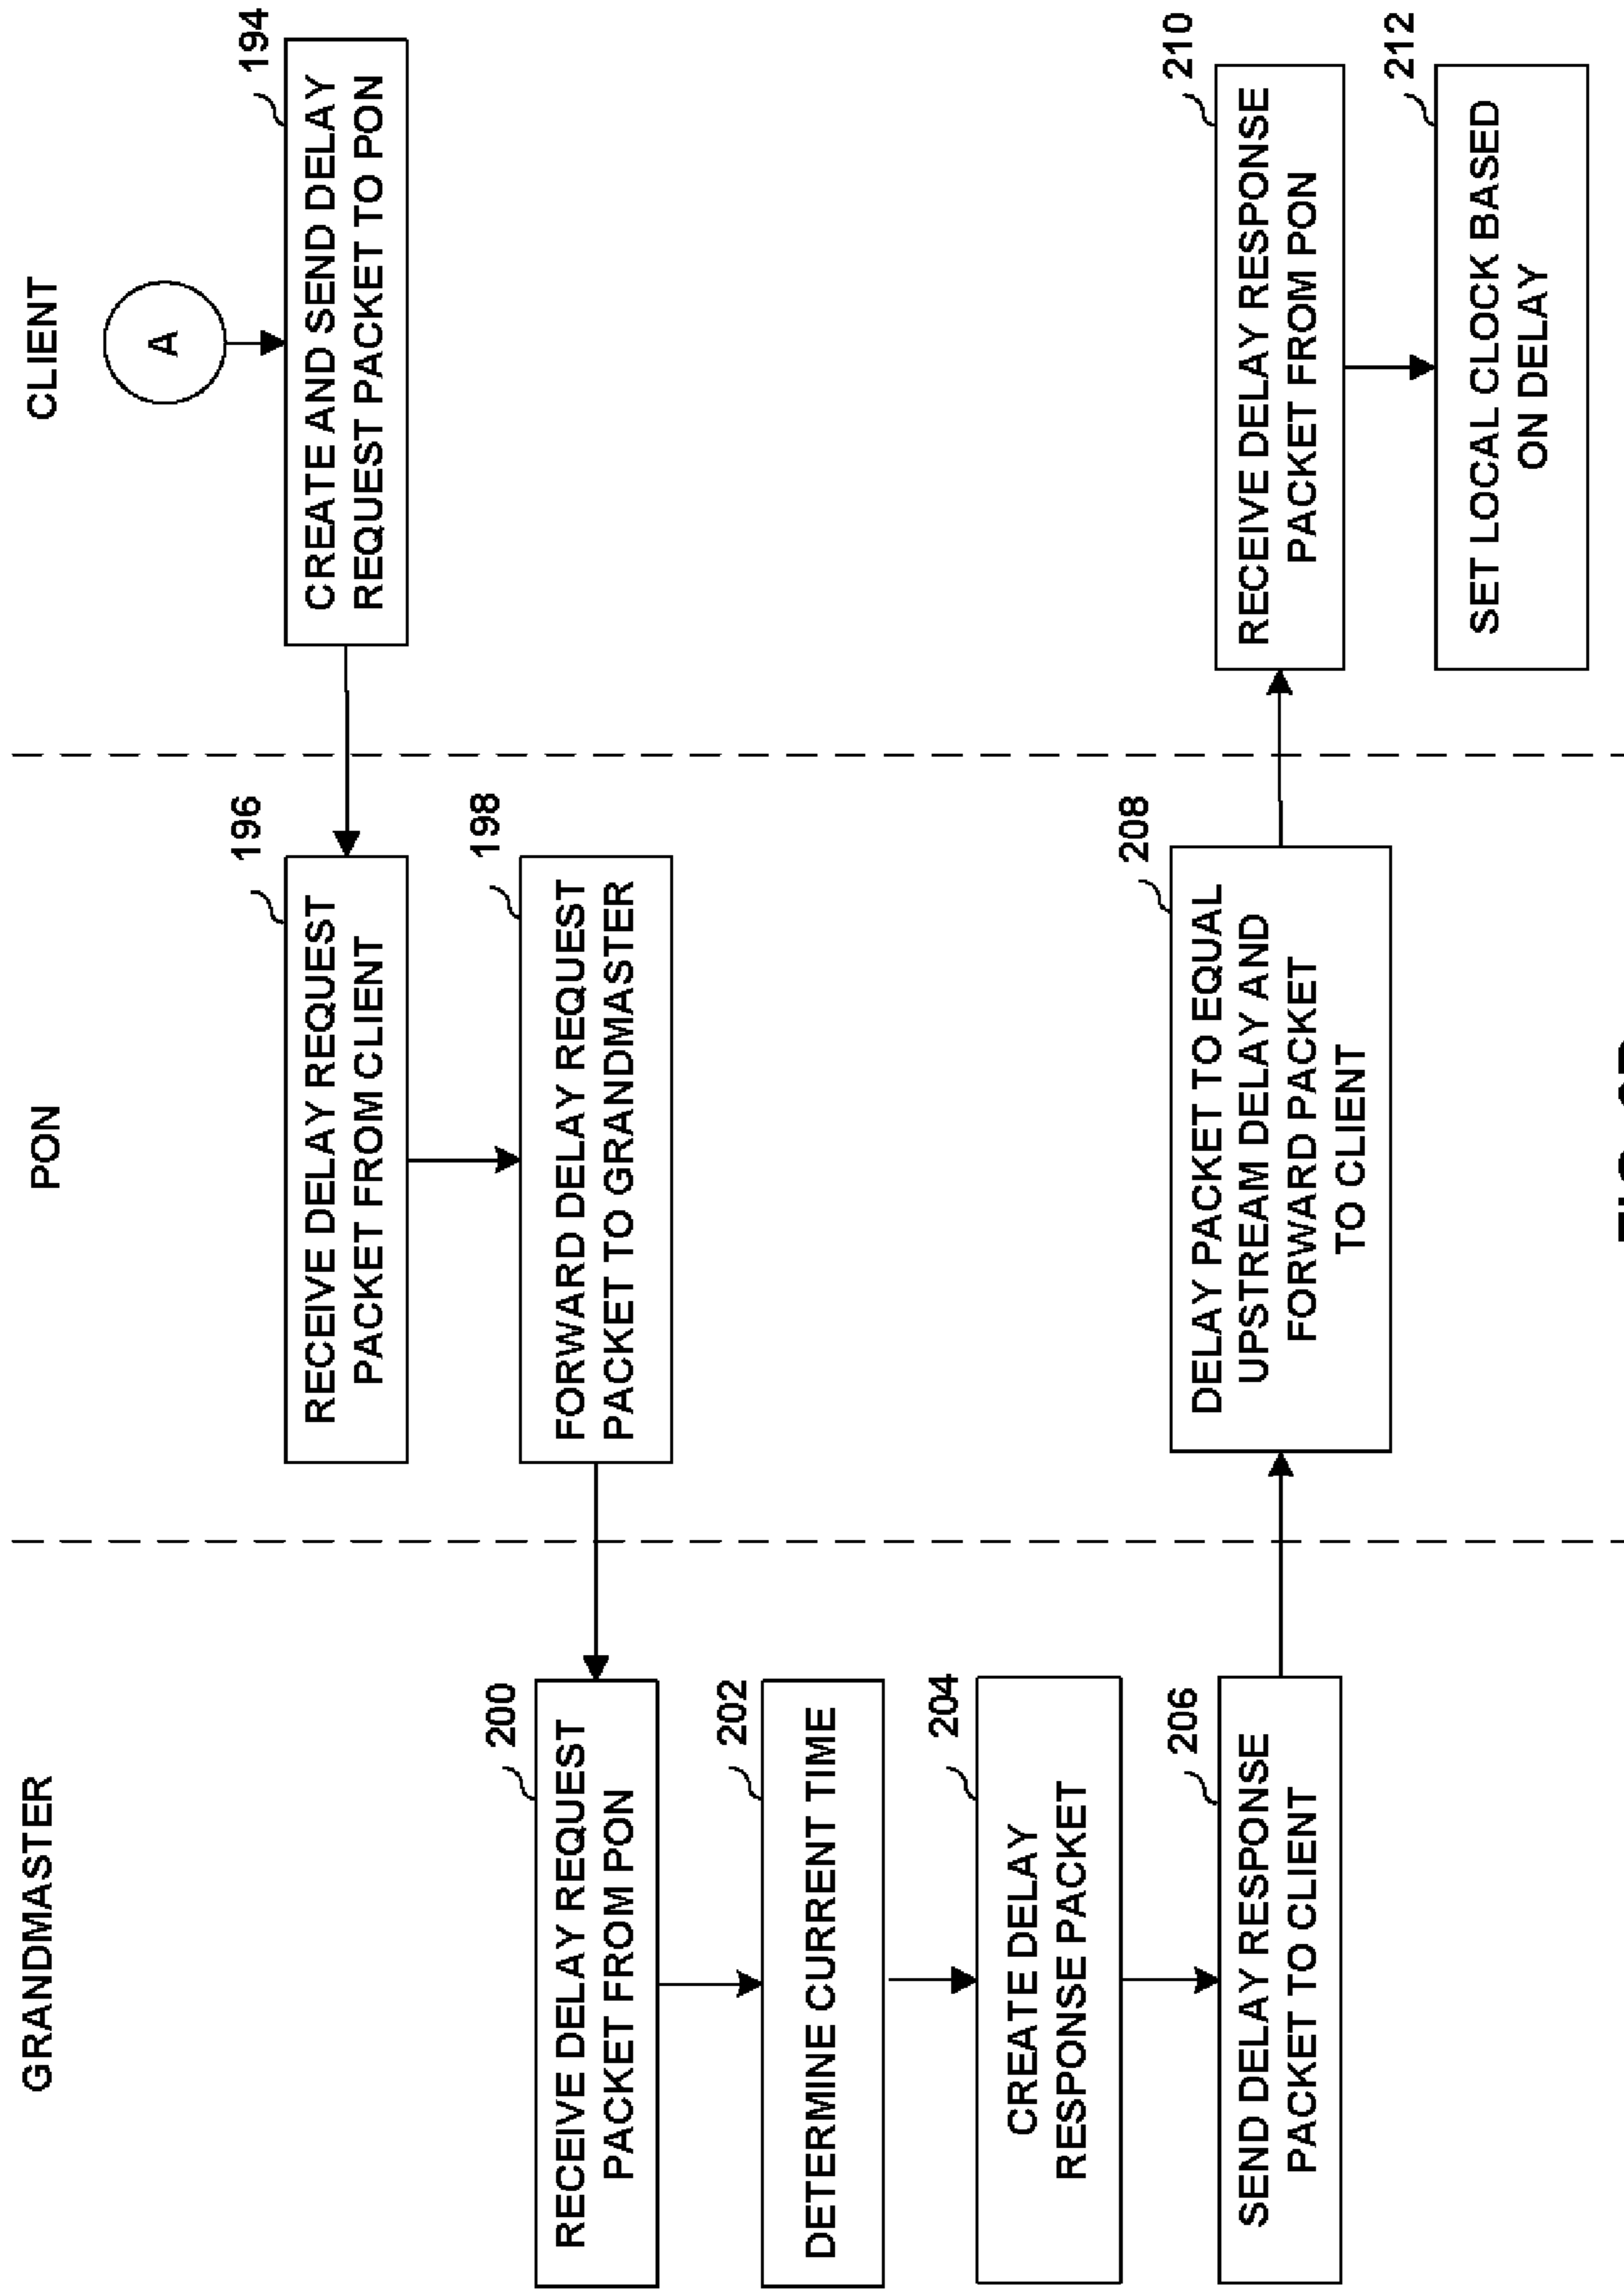 GRANDMASTER
PON
CLIENT
A
194
CREATE AND SEND DELAY
REQUEST PACKET TO PON
196
RECEIVE DELAY REQUEST
PACKET FROM CLIENT
198
FORWARD DELAY REQUEST
PACKET TO GRANDMASTER
200
RECEIVE DELAY REQUEST
PACKET FROM PON
202
DETERMINE CURRENT TIME
204
CREATE DELAY
RESPONSE PACKET
206
SEND DELAY RESPONSE
PACKET TO CLIENT
208
DELAY PACKET TO EQUAL
UPSTREAM DELAY AND
FORWARD PACKET
TO CLIENT
210
RECEIVE DELAY RESPONSE
PACKET FROM PON
212
SET LOCAL CLOCK BASED
ON DELAY